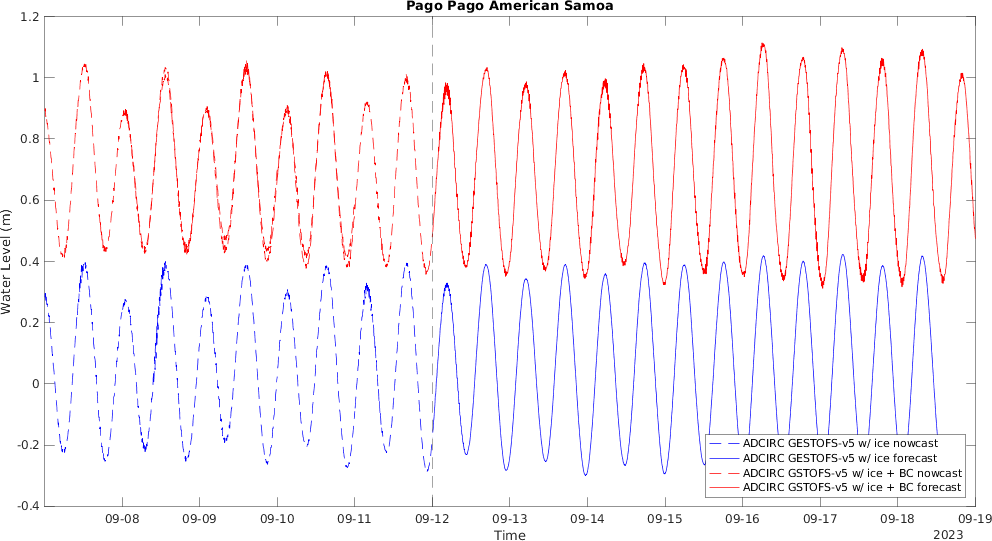 Pago Pago American Samoa
1.2
1
0.8
0.6
0.4
0.2
0
-0.2
-0.4
Water Level (m)
ADCIRC GESTOFS-v5 w/ ice nowcast
ADCIRC GESTOFS-v5 w/ ice forecast
ADCIRC GSTOFS-v5 w/ ice + BC nowcast
ADCIRC GSTOFS-v5 w/ ice + BC forecast
09-08 09-09 09-10 09-11 09-12 09-13 09-14 09-15 09-16 09-17 09-18 09-19
Time
2023